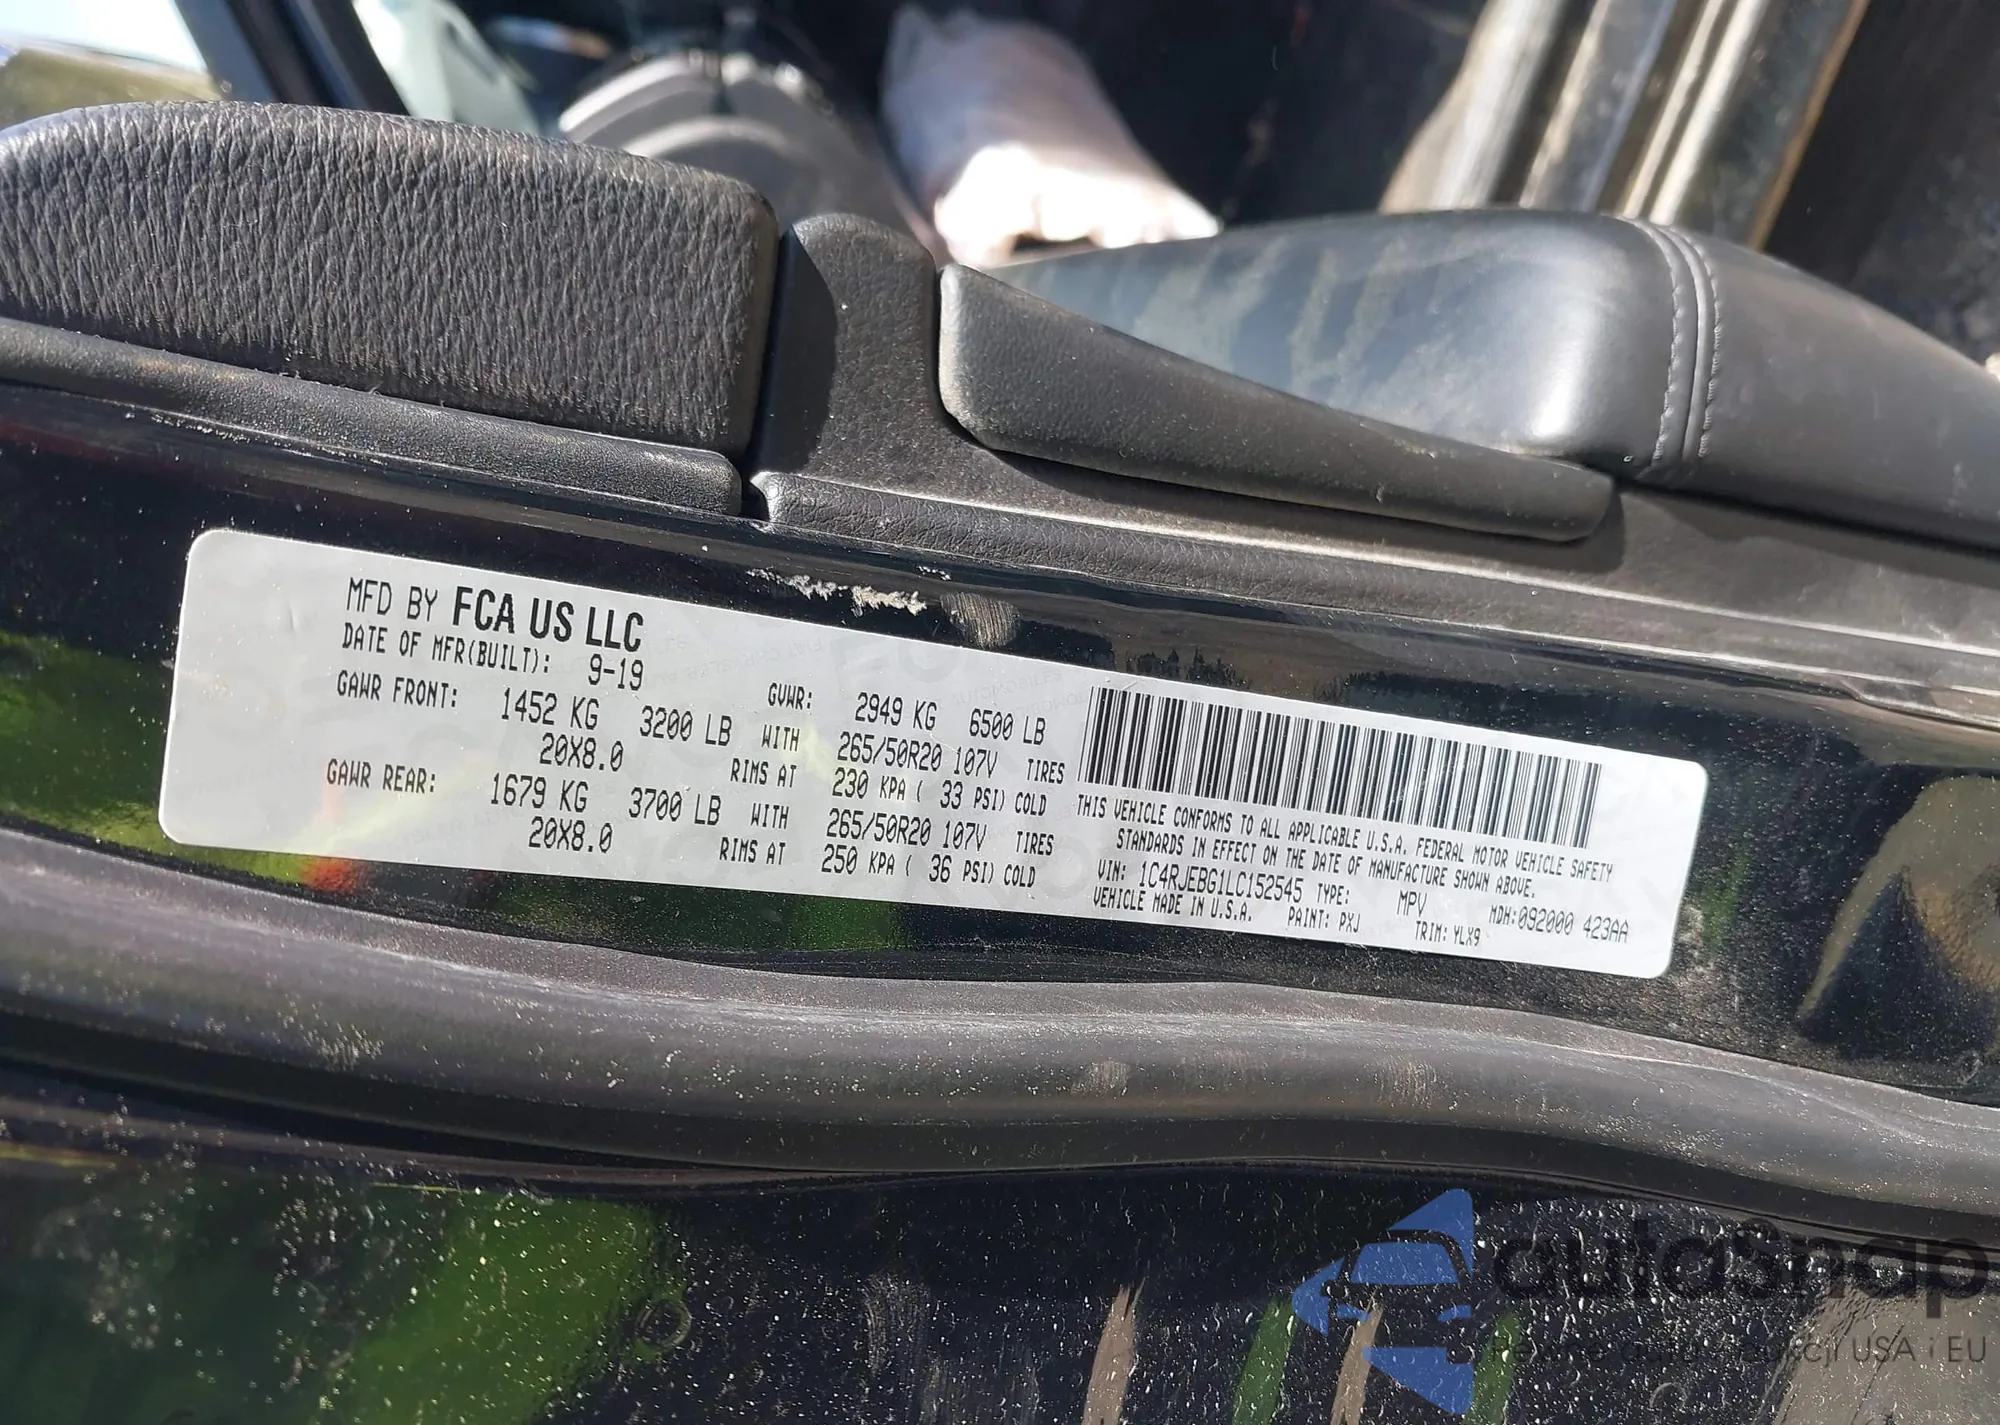 MFD BY FCA US LLC
DATE OF MFR(BUILT): 9-19
GVWR: 2949 KG 6500 LB
GAWR FRONT: 1452 KG 3200 LB WITH 265/50R20 107V TIRES
20X8.0 RIMS AT 230 KPA ( 33 PSI) COLD
GAWR REAR: 1679 KG 3700 LB WITH 265/50R20 107V TIRES
20X8.0 RIMS AT 250 KPA ( 36 PSI) COLD
THIS VEHICLE CONFORMS TO ALL APPLICABLE U.S.A. FEDERAL MOTOR VEHICLE SAFETY
STANDARDS IN EFFECT ON THE DATE OF MANUFACTURE SHOWN ABOVE.
VIN: 1C4RJEBG1LC152545 TYPE: MPV MDH:092000 423AA
VEHICLE MADE IN U.S.A. PAINT: PXJ TRIM: YLX9
autoSnap
USA i EU